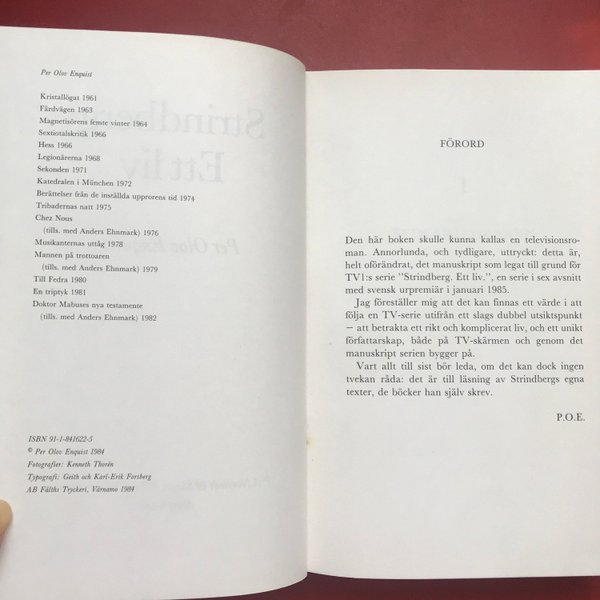 Per Olov Enquist
Kristallögat 1961
Färdvägen 1963
Magnetisörens femte vinter 1964
Sextiotalskritik 1966
Hess 1966
Legionärerna 1968
Sekonden 1971
Katedralen i München 1972
Berättelser från de inställda upprorens tid 1974
Tribadernas natt 1975
Chez Nous
(tills. med Anders Ehnmark) 1976
Musikanternas uttåg 1978
Mannen på trottoaren
(tills. med Anders Ehnmark) 1979
Till Fedra 1980
En triptyk 1981
Doktor Mabuses nya testamente
(tills. med Anders Ehnmark) 1982
ISBN 91-1-841622-5
© Per Olov Enquist 1984
Fotografier: Kenneth Thorén
Typografi: Geith och Karl-Erik Forsberg
AB Fälths Tryckeri, Värnamo 1984
FÖRORD
Den här boken skulle kunna kallas en televisionsro-
man. Annorlunda, och tydligare, uttryckt: detta är,
helt oförändrat, det manuskript som legat till grund för
TV1:s serie "Strindberg. Ett liv.", en serie i sex avsnitt
med svensk urpremiär i januari 1985.
Jag föreställer mig att det kan finnas ett värde i att
följa en TV-serie utifrån ett slags dubbel utsiktspunkt
– att betrakta ett rikt och komplicerat liv, och ett unikt
författarskap, både på TV-skärmen och genom det
manuskript serien bygger på.
Vart allt till sist bör leda, om det kan dock ingen
tvekan råda: det är till läsning av Strindbergs egna
texter, de böcker han själv skrev.
P.O.E.
Strindberg
Ett liv
Per Olov